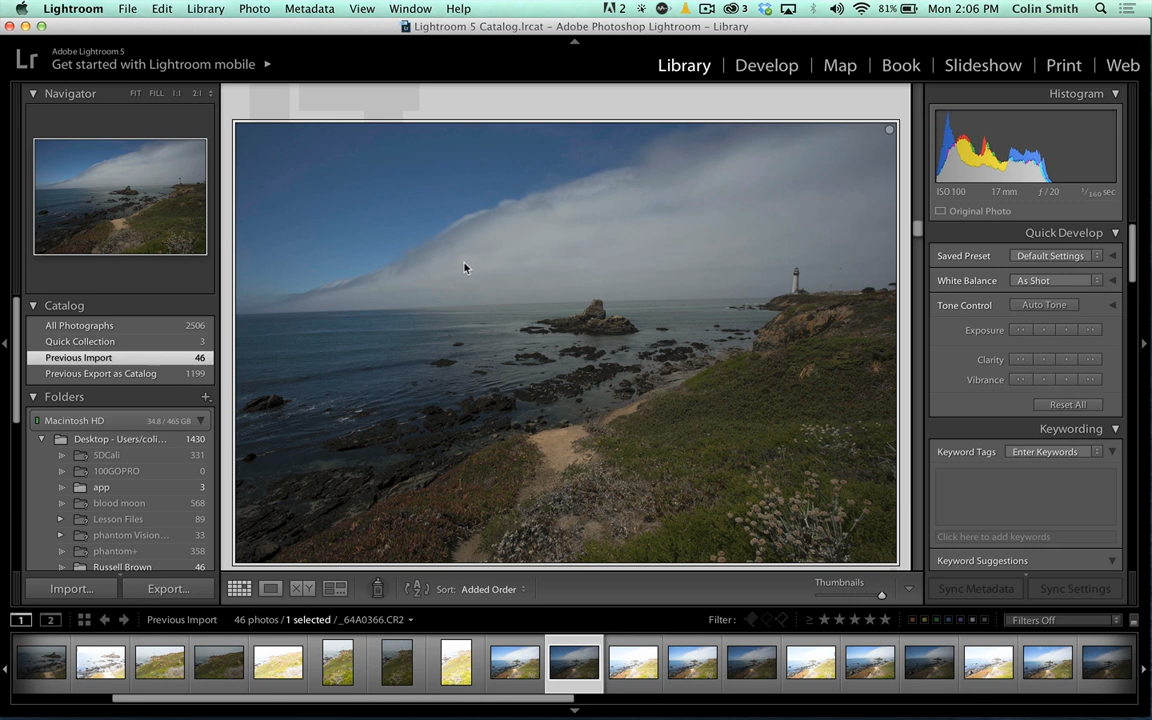 Lightroom File Edit Library Photo Metadata View Window Help 2 3 81% Mon 2:06 PM Colin Smith
Lightroom 5 Catalog.lrcat – Adobe Photoshop Lightroom – Library
Lr Adobe Lightroom 5
Get started with Lightroom mobile
Library | Develop | Map | Book | Slideshow | Print | Web
Navigator FIT FILL 1:1 2:1
Catalog
All Photographs 2506
Quick Collection 3
Previous Import 46
Previous Export as Catalog 1199
Folders +
Macintosh HD 34.8 / 465 GB
Desktop - Users/coli... 1430
5DCali 331
100GOPRO 0
app 3
blood moon 568
Lesson Files 89
phantom Vision... 33
phantom+ 358
Russell Brown 46
Import... Export...
Sort: Added Order
Thumbnails
Histogram
ISO 100 17 mm ƒ / 20 1/160 sec
Original Photo
Quick Develop
Saved Preset Default Settings
White Balance As Shot
Tone Control Auto Tone
Exposure
Clarity
Vibrance
Reset All
Keywording
Keyword Tags Enter Keywords
Click here to add keywords
Keyword Suggestions
Sync Metadata Sync Settings
1 2 Previous Import 46 photos / 1 selected / _64A0366.CR2 Filter : ≥ ★★★★★ Filters Off